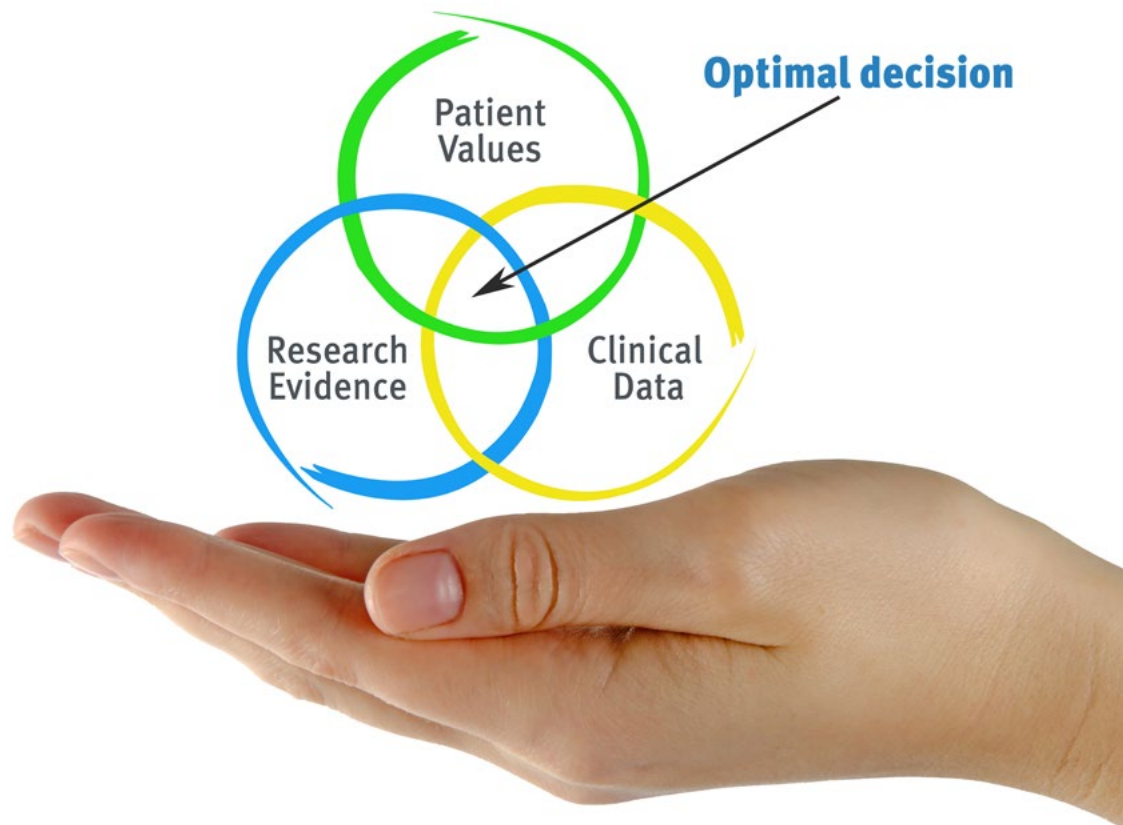 Optimal decision
Patient
Values
Research
Evidence
Clinical
Data